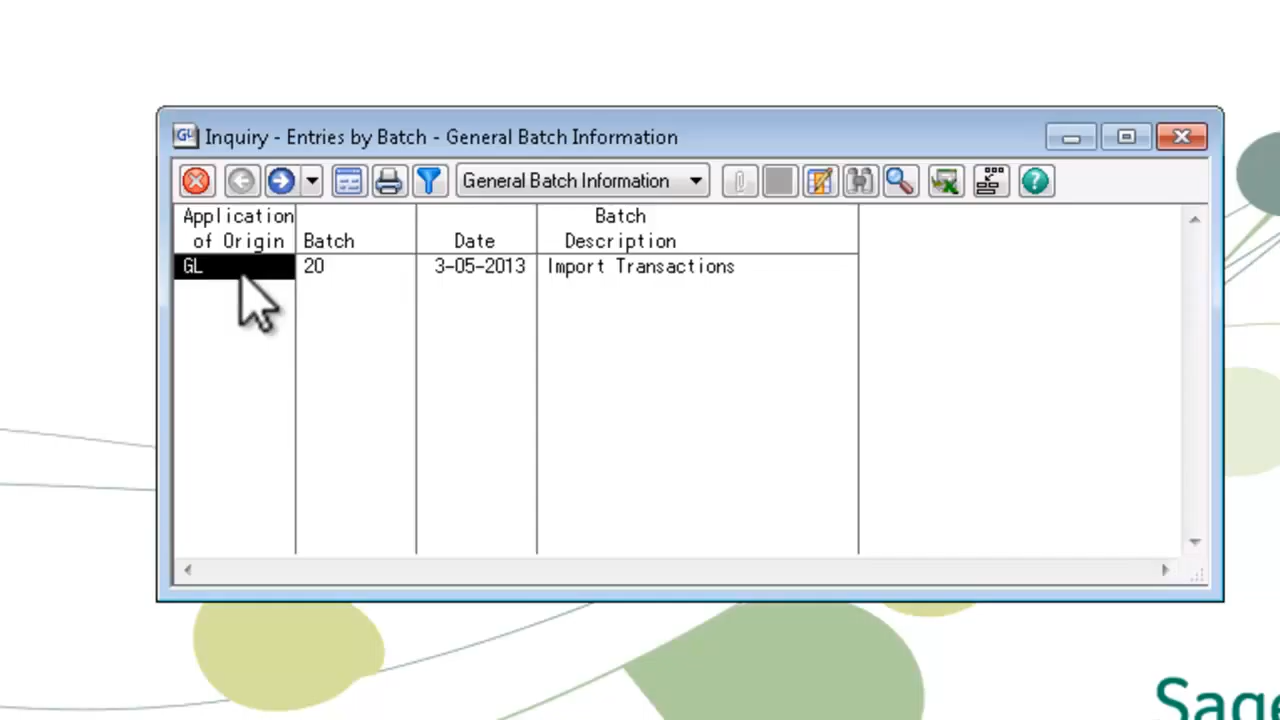 GL Inquiry - Entries by Batch - General Batch Information
General Batch Information
Application of Origin
Batch
Date
Batch Description
GL
20
3-05-2013
Import Transactions
Sage